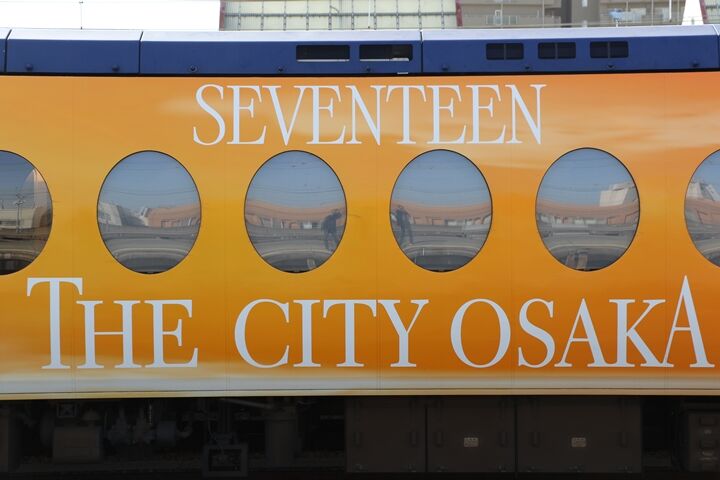 SEVENTEEN
THE CITY OSAKA